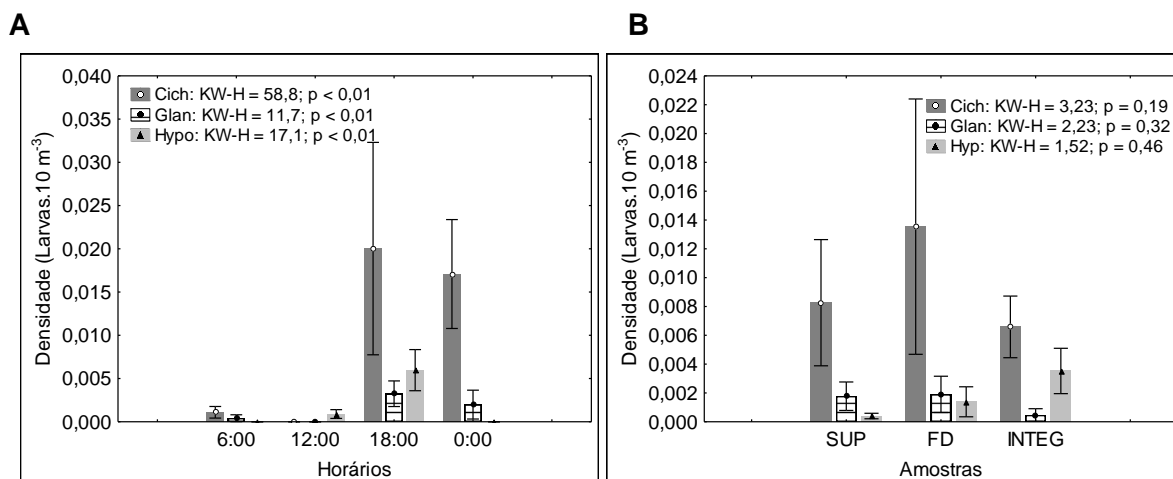 A
0,040
0,035
0,030
0,025
0,020
0,015
0,010
0,005
0,000
Densidade (Larvas.10 m⁻³)
Cich: KW-H = 58,8; p < 0,01
Glan: KW-H = 11,7; p < 0,01
Hypo: KW-H = 17,1; p < 0,01
6:00 12:00 18:00 0:00
Horários
B
0,024
0,022
0,020
0,018
0,016
0,014
0,012
0,010
0,008
0,006
0,004
0,002
0,000
Densidade (Larvas.10 m⁻³)
Cich: KW-H = 3,23; p = 0,19
Glan: KW-H = 2,23; p = 0,32
Hyp: KW-H = 1,52; p = 0,46
SUP FD INTEG
Amostras